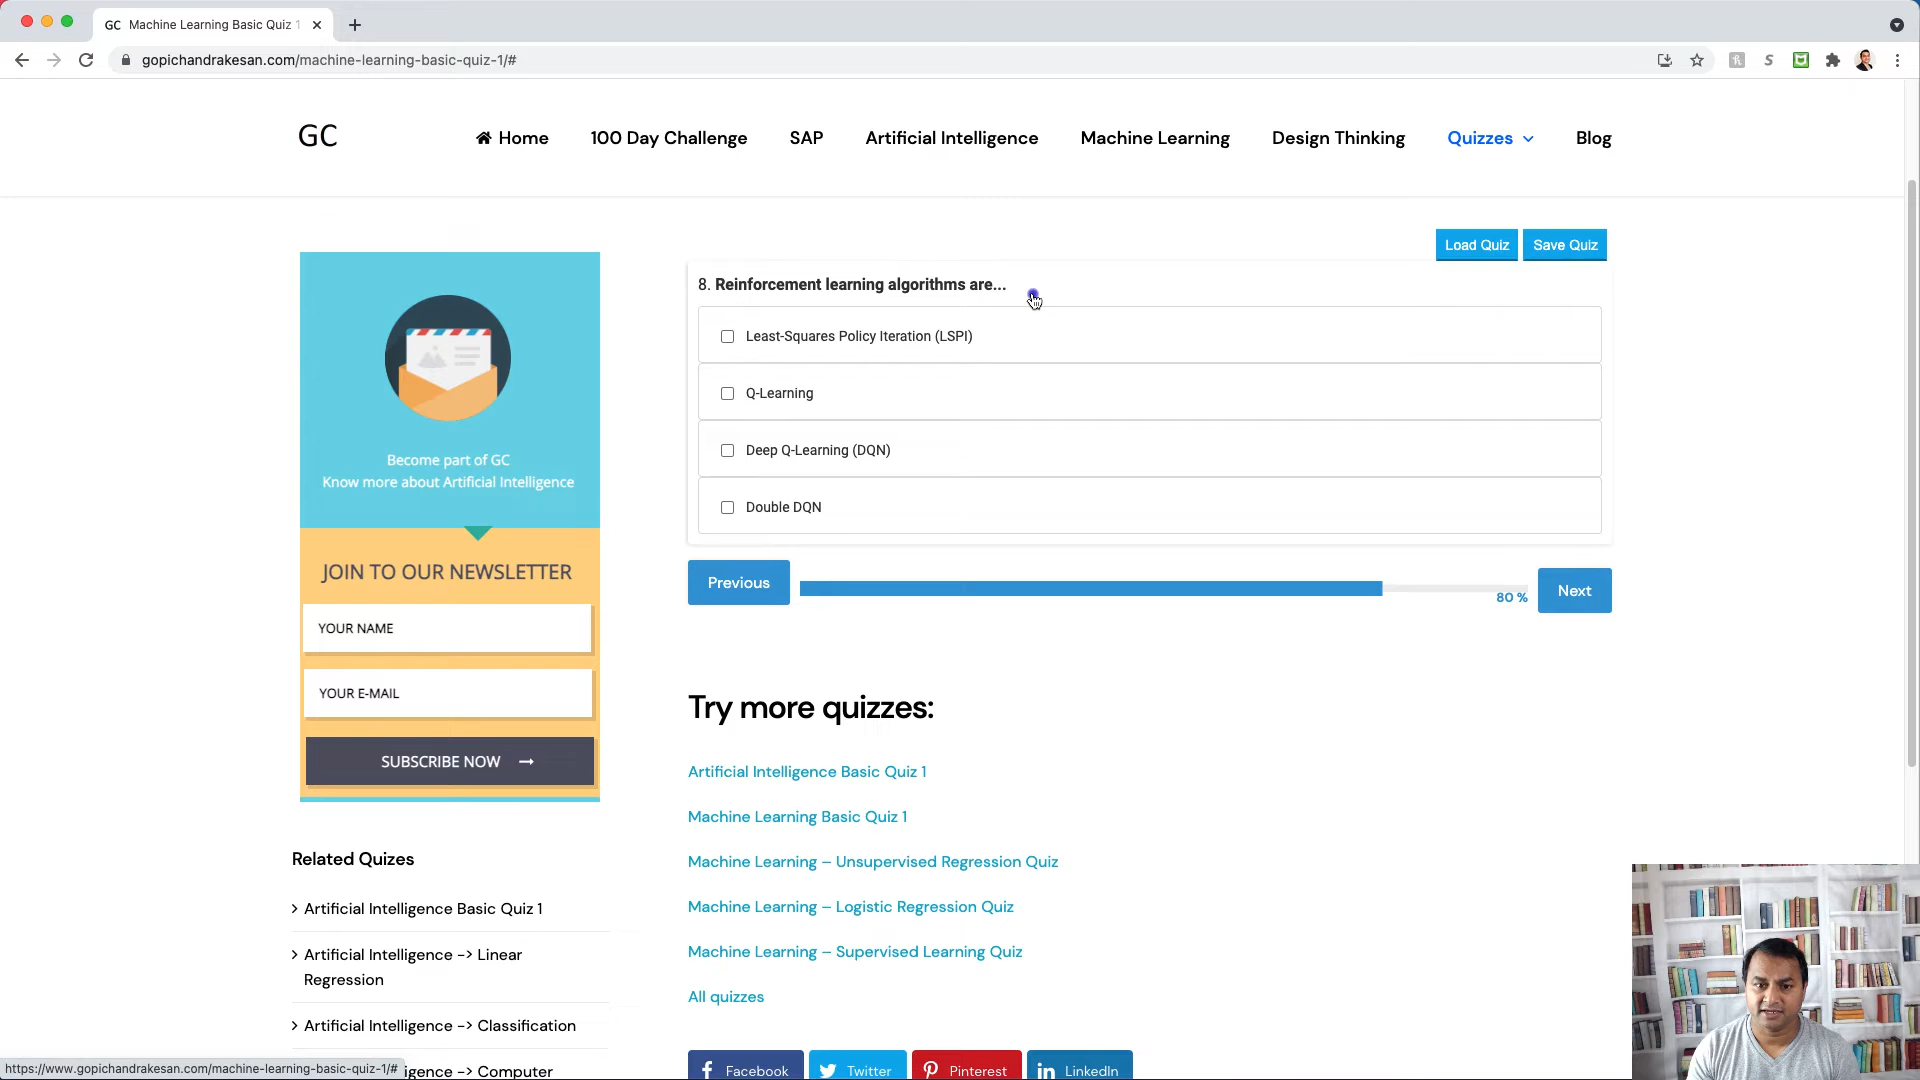 GC Machine Learning Basic Quiz 1
gopichandrakesan.com/machine-learning-basic-quiz-1/#
GC
Home
100 Day Challenge
SAP
Artificial Intelligence
Machine Learning
Design Thinking
Quizzes
Blog
Load Quiz
Save Quiz
8. Reinforcement learning algorithms are...
Least-Squares Policy Iteration (LSPI)
Q-Learning
Deep Q-Learning (DQN)
Double DQN
Previous
80 %
Next
Become part of GC
Know more about Artificial Intelligence
JOIN TO OUR NEWSLETTER
YOUR NAME
YOUR E-MAIL
SUBSCRIBE NOW
Related Quizes
Artificial Intelligence Basic Quiz 1
Artificial Intelligence -> Linear
Regression
Artificial Intelligence -> Classification
lligence -> Computer
Try more quizzes:
Artificial Intelligence Basic Quiz 1
Machine Learning Basic Quiz 1
Machine Learning – Unsupervised Regression Quiz
Machine Learning – Logistic Regression Quiz
Machine Learning – Supervised Learning Quiz
All quizzes
Facebook
Twitter
Pinterest
LinkedIn
https://www.gopichandrakesan.com/machine-learning-basic-quiz-1/#